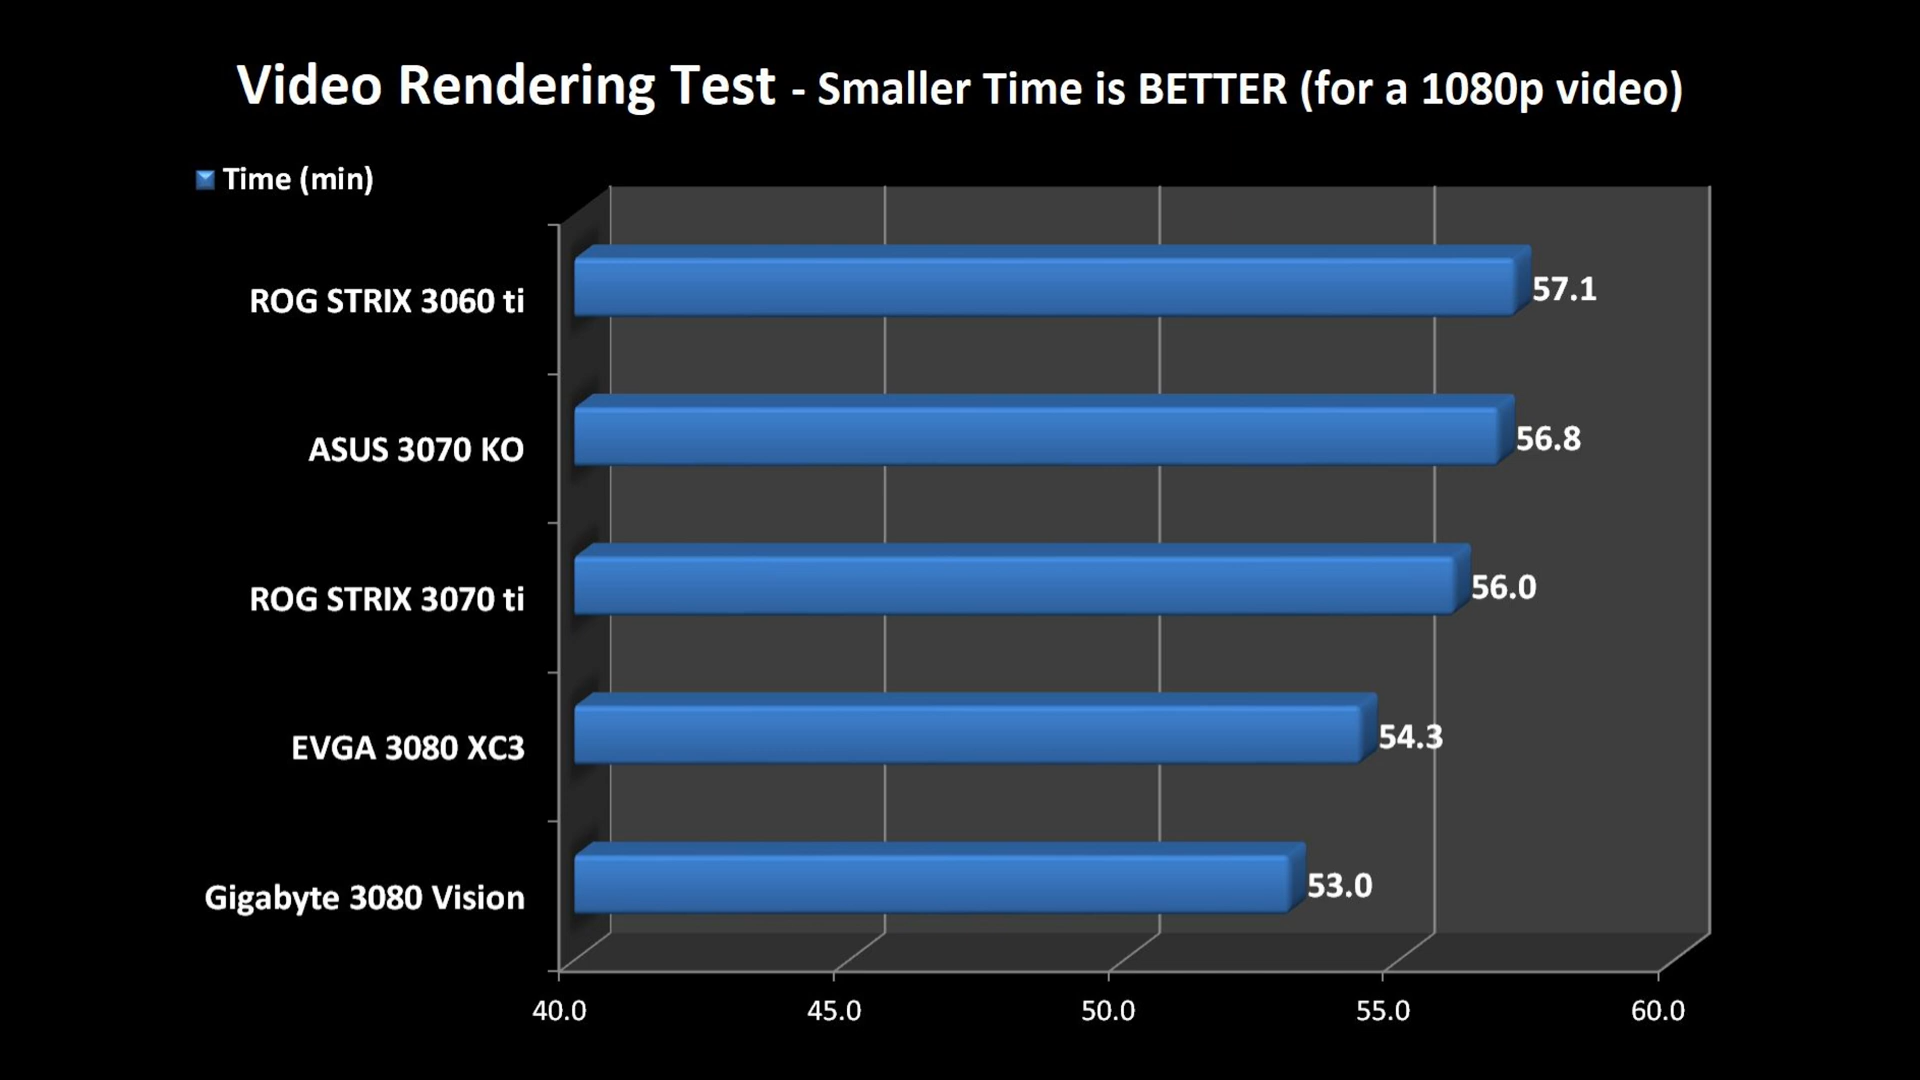 Video Rendering Test - Smaller Time is BETTER (for a 1080p video)
Time (min)
ROG STRIX 3060 ti
57.1
ASUS 3070 KO
56.8
ROG STRIX 3070 ti
56.0
EVGA 3080 XC3
54.3
Gigabyte 3080 Vision
53.0
40.0 45.0 50.0 55.0 60.0